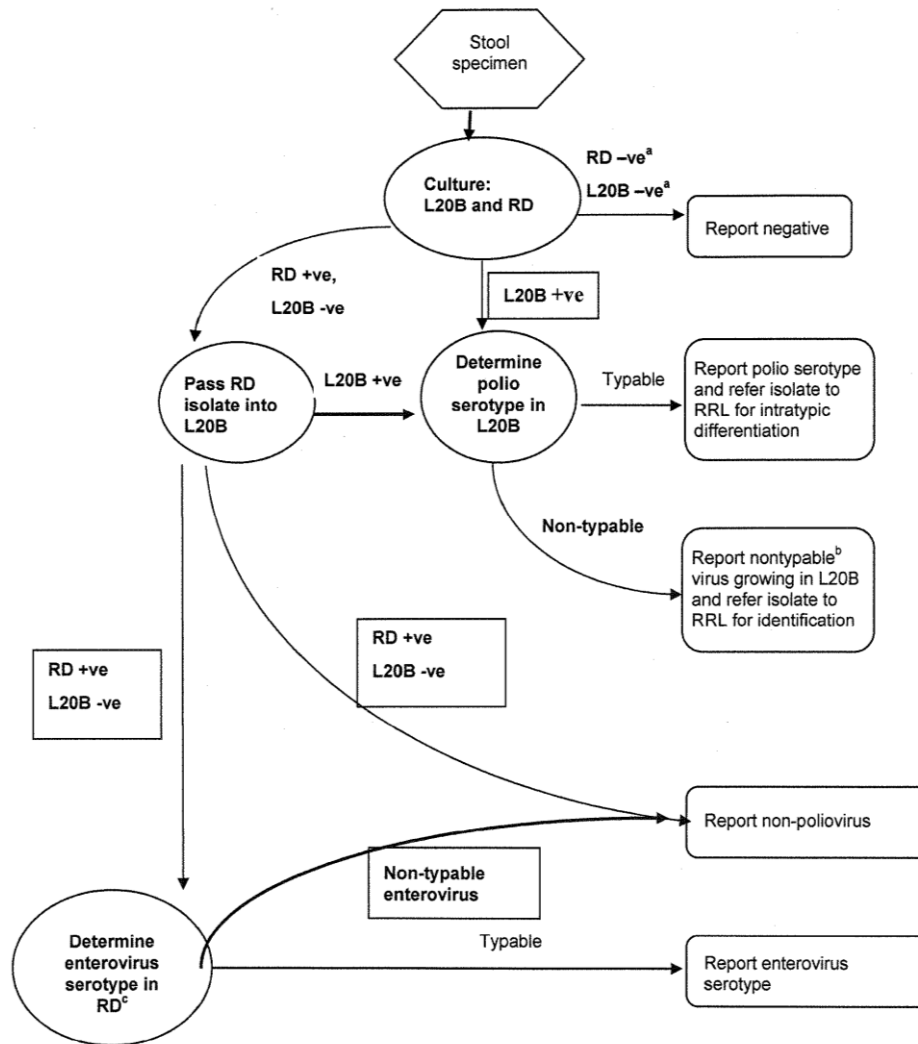 Stool
specimen
Culture:
L20B and RD
RD –veᵃ
L20B –veᵃ
Report negative
RD +ve,
L20B -ve
L20B +ve
Pass RD
isolate into
L20B
L20B +ve
Determine
polio
serotype in
L20B
Typable
Report polio serotype
and refer isolate to
RRL for intratypic
differentiation
Non-typable
Report nontypableᵇ
virus growing in L20B
and refer isolate to
RRL for identification
RD +ve
L20B -ve
RD +ve
L20B -ve
Report non-poliovirus
Non-typable
enterovirus
Determine
enterovirus
serotype in
RDᶜ
Typable
Report enterovirus
serotype